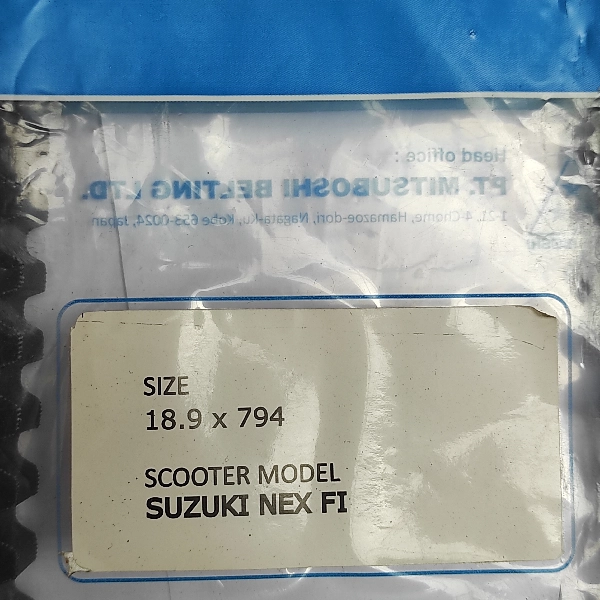 Head office :
PT. MITSUBOSHI BELTING LTD.
1-21, 4-Chome, Hamazoe-dori, Nagata-ku, Kobe 653-0024, Japan
SIZE
18.9 x 794
SCOOTER MODEL
SUZUKI NEX FI